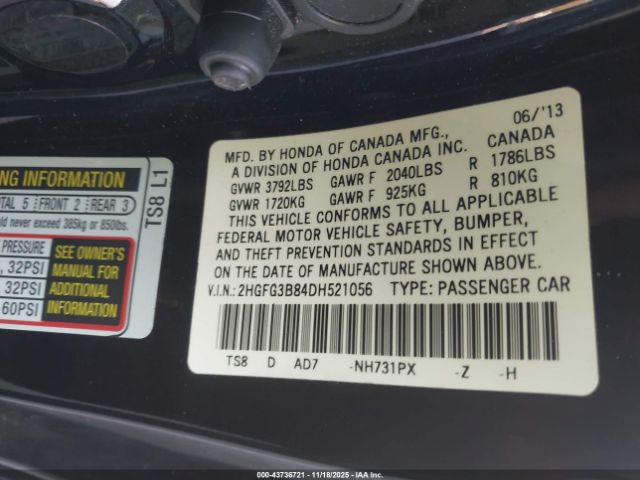 NG INFORMATION
OTAL 5 FRONT 2 REAR 3
uld never exceed 385kg or 850lbs.
PRESSURE
, 32PSI
, 32PSI
60PSI
SEE OWNER'S
MANUAL FOR
ADDITIONAL
INFORMATION
TS8 L1
06/'13
MFD. BY HONDA OF CANADA MFG., CANADA
A DIVISION OF HONDA CANADA INC.
GVWR 3792LBS GAWR F 2040LBS R 1786LBS
GVWR 1720KG GAWR F 925KG R 810KG
THIS VEHICLE CONFORMS TO ALL APPLICABLE
FEDERAL MOTOR VEHICLE SAFETY, BUMPER,
AND THEFT PREVENTION STANDARDS IN EFFECT
ON THE DATE OF MANUFACTURE SHOWN ABOVE.
V.I.N.: 2HGFG3B84DH521056 TYPE: PASSENGER CAR
TS8 D AD7 -NH731PX -Z -H
000-43736721 | 11/18/2025 | IAAI.COM